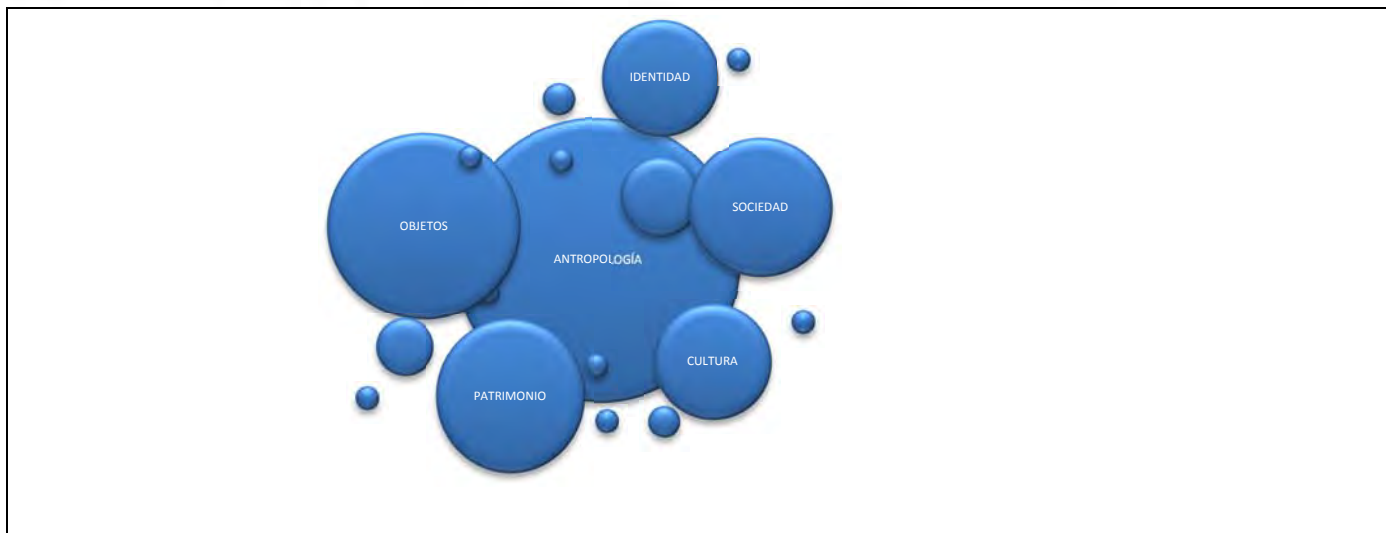 IDENTIDAD
SOCIEDAD
OBJETOS
ANTROPOLOGÍA
CULTURA
PATRIMONIO